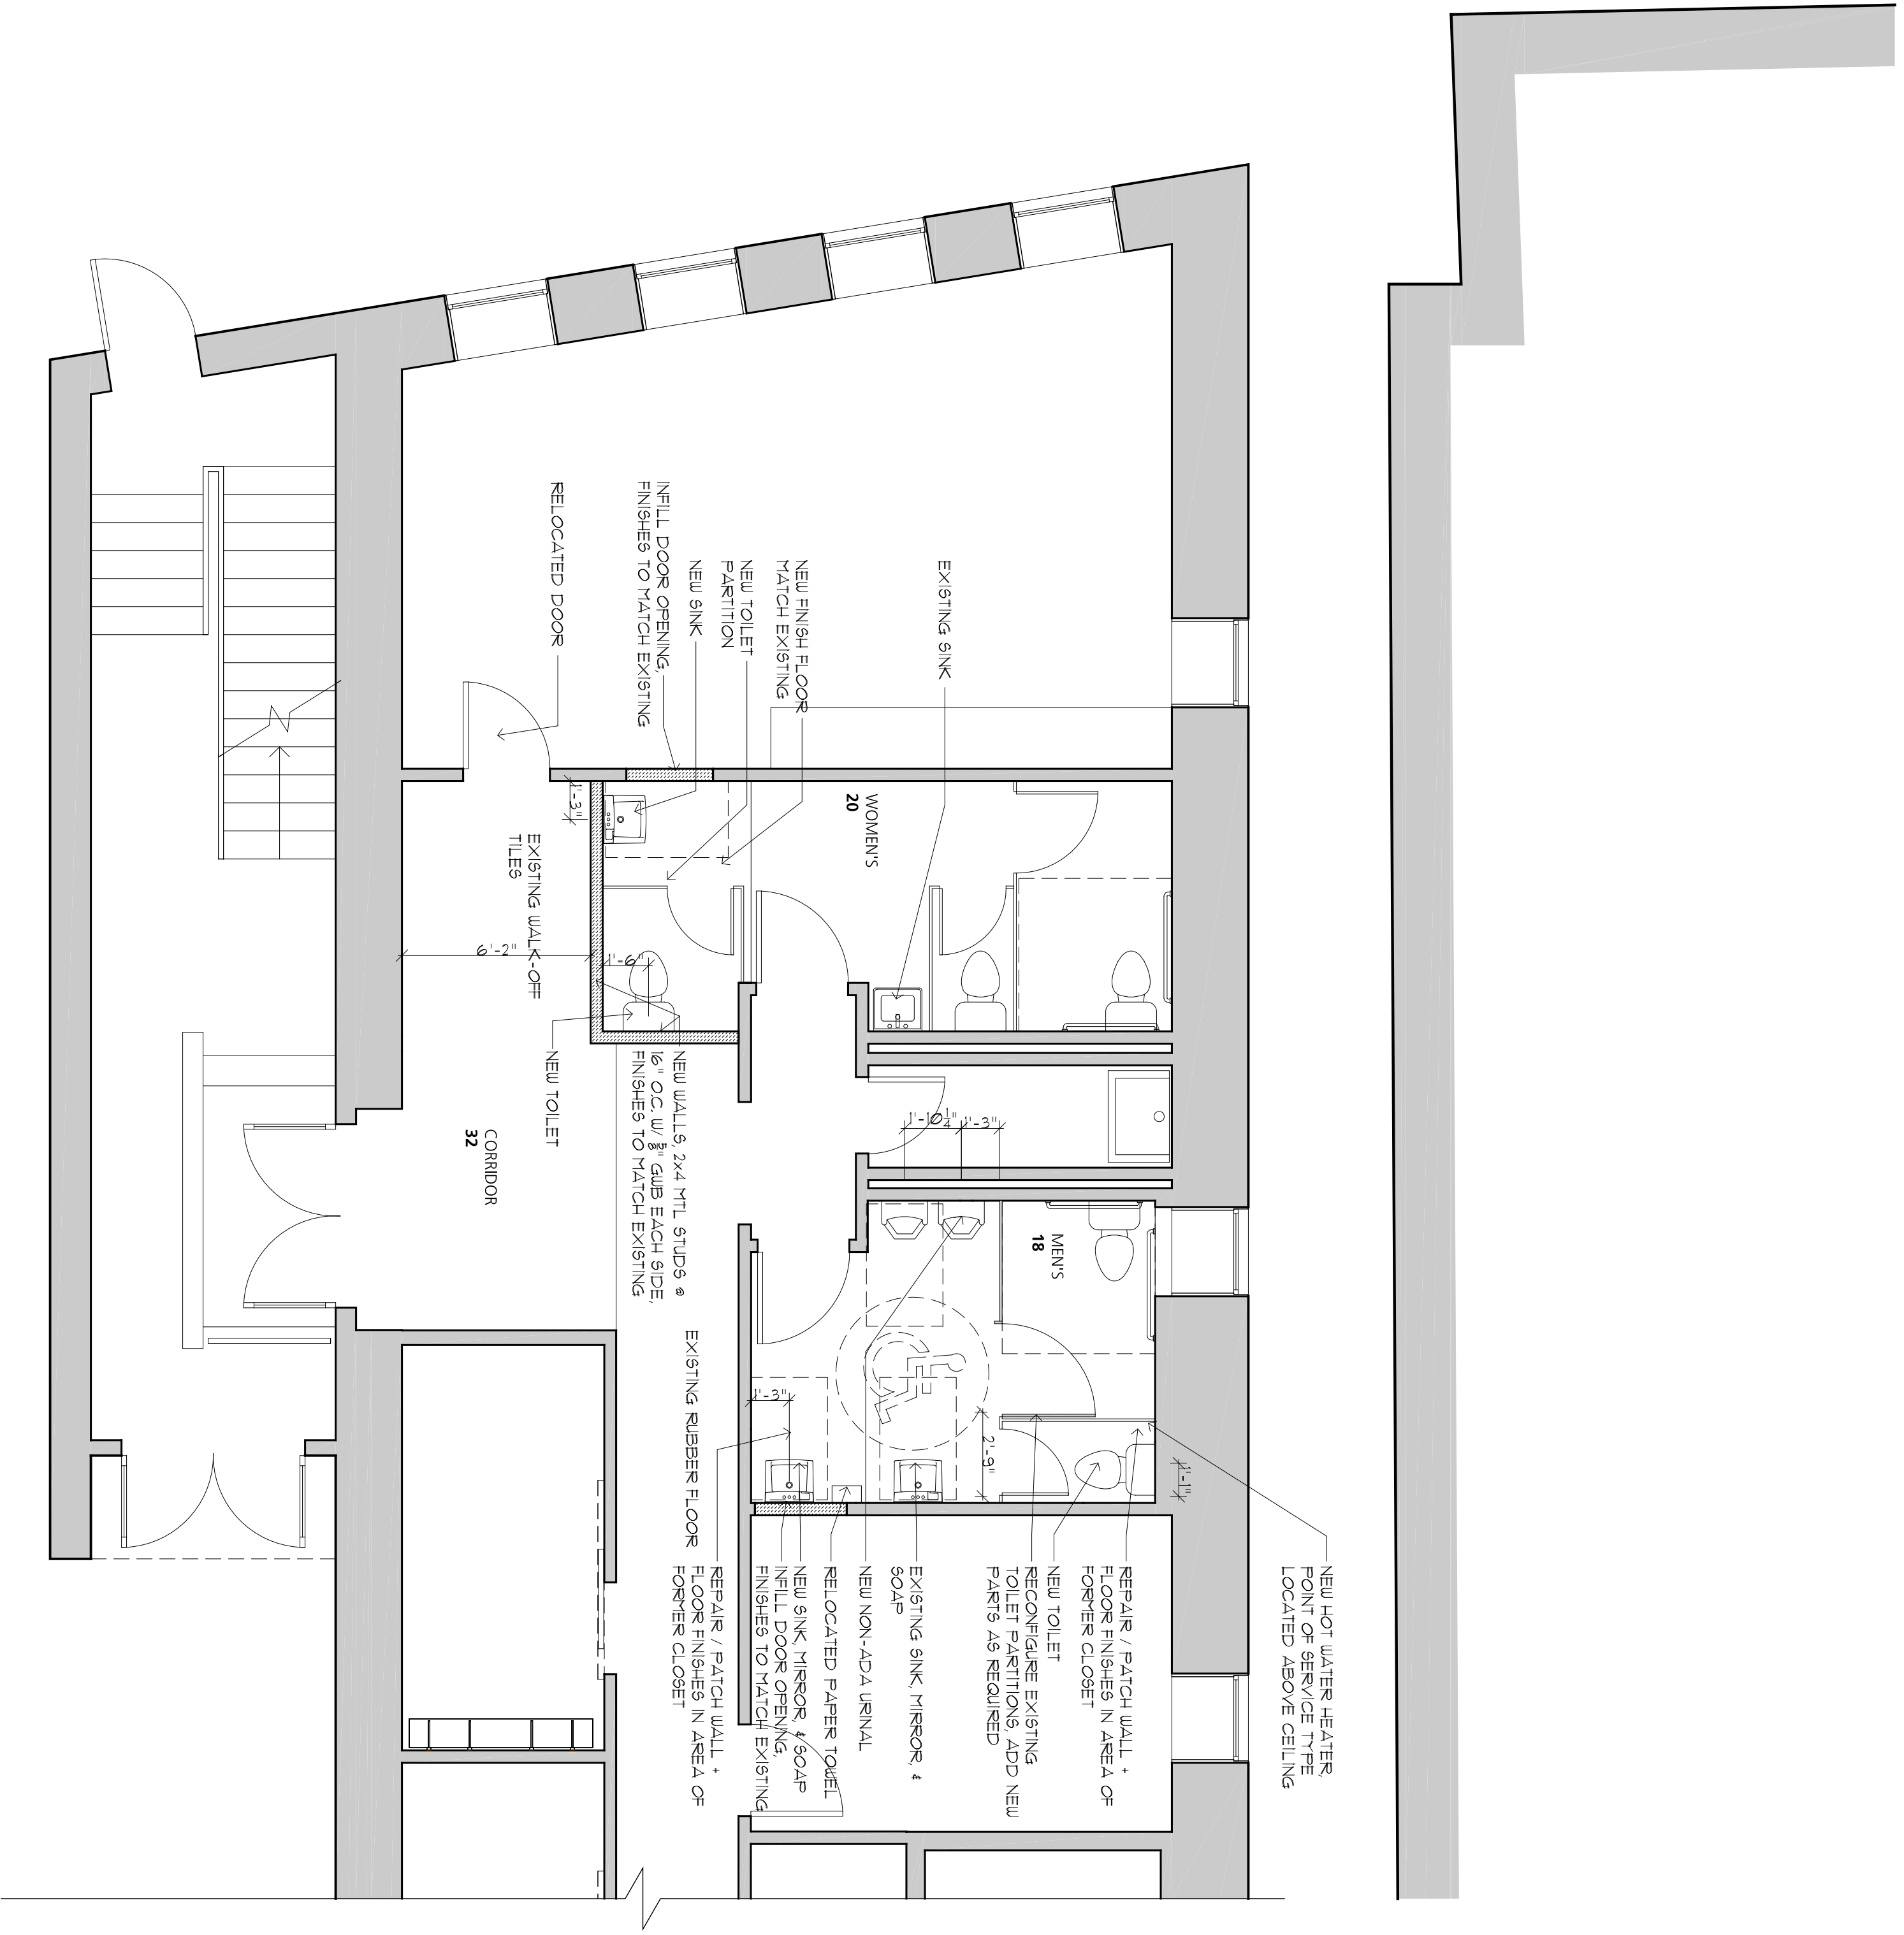 NEW HOT WATER HEATER,
POINT OF SERVICE TYPE
LOCATED ABOVE CEILING
1'-1"
REPAIR / PATCH WALL +
FLOOR FINISHES IN AREA OF
FORMER CLOSET
NEW TOILET
RECONFIGURE EXISTING
TOILET PARTITIONS, ADD NEW
PARTS AS REQUIRED
MEN'S
18
2'-9"
1'-3"
1'-10 1/4"
EXISTING SINK
EXISTING SINK, MIRROR, &
SOAP
WOMEN'S
20
NEW NON-ADA URINAL
RELOCATED PAPER TOWEL
NEW FINISH FLOOR
MATCH EXISTING
NEW SINK, MIRROR, & SOAP
INFILL DOOR OPENING,
FINISHES TO MATCH EXISTING
1'-3"
NEW TOILET
PARTITION
REPAIR / PATCH WALL +
FLOOR FINISHES IN AREA OF
FORMER CLOSET
NEW SINK
EXISTING RUBBER FLOOR
INFILL DOOR OPENING,
FINISHES TO MATCH EXISTING
NEW WALLS, 2x4 MTL STUDS @
16" O.C. W/ 5/8" GWB EACH SIDE,
FINISHES TO MATCH EXISTING
1'-6"
1'-3"
RELOCATED DOOR
NEW TOILET
EXISTING WALK-OFF
TILES
6'-2"
CORRIDOR
32